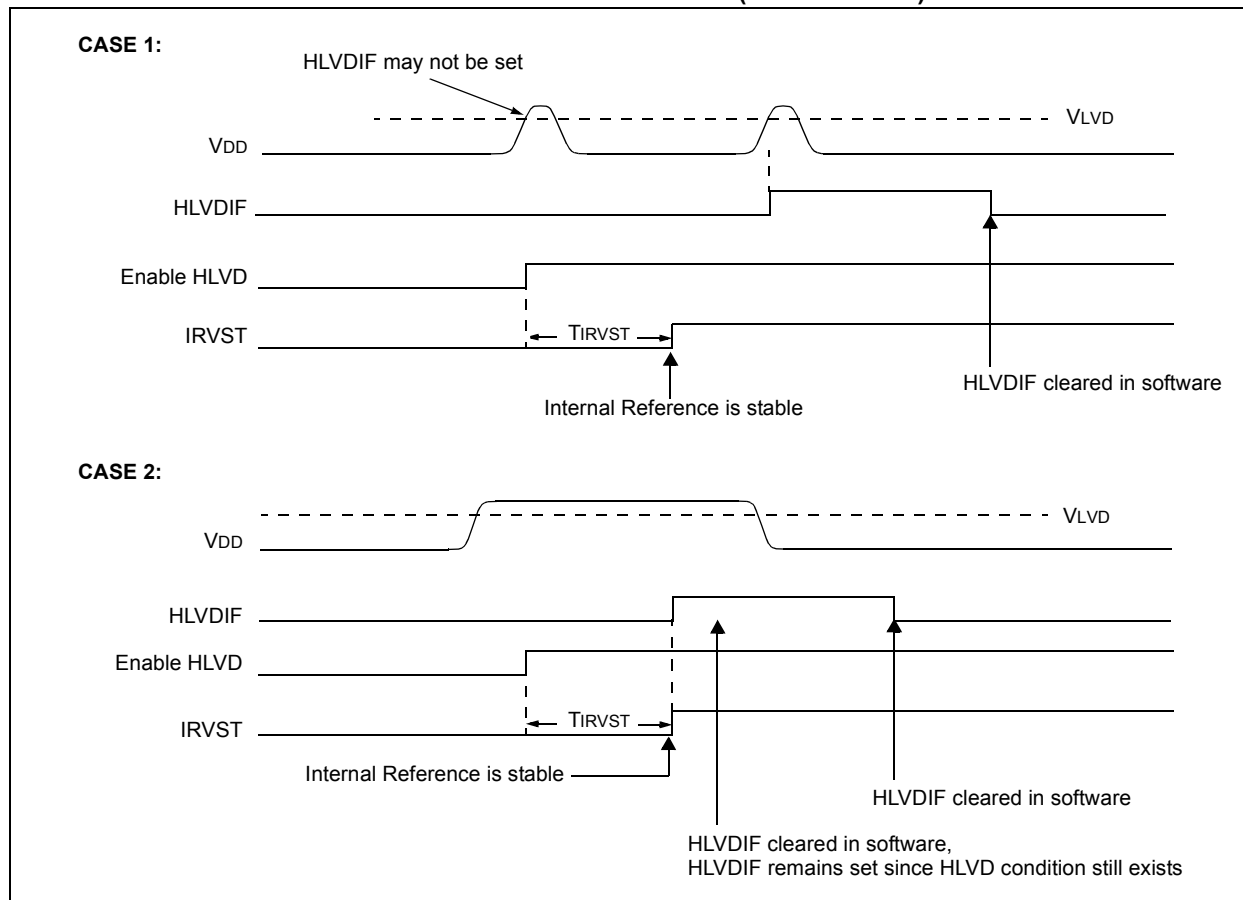 CASE 1:
HLVDIF may not be set
VLVD
VDD
HLVDIF
Enable HLVD
IRVST
TIRVST
HLVDIF cleared in software
Internal Reference is stable
CASE 2:
VLVD
VDD
HLVDIF
Enable HLVD
IRVST
TIRVST
Internal Reference is stable
HLVDIF cleared in software
HLVDIF cleared in software,
HLVDIF remains set since HLVD condition still exists